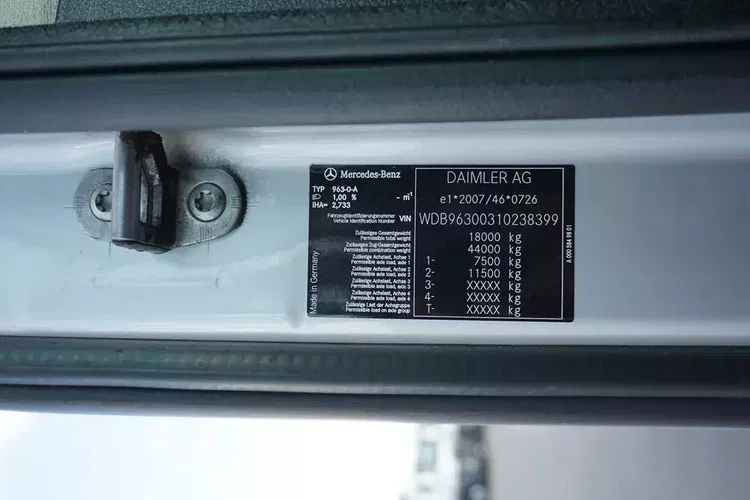 Mercedes-Benz
TYP 963-0-A
1,00 % - m⁻¹
IHA= 2,733
DAIMLER AG
e1*2007/46*0726
Fahrzeugidentifizierungsnummer
Vehicle Identification Number VIN WDB96300310238399
Zulässiges Gesamtgewicht
Permissible total weight 18000 kg
Zulässiges Zug-Gesamtgewicht
Permissible combination weight 44000 kg
Zulässige Achslast, Achse 1
Permissible axle load, axle 1 1- 7500 kg
Zulässige Achslast, Achse 2
Permissible axle load, axle 2 2- 11500 kg
Zulässige Achslast, Achse 3
Permissible axle load, axle 3 3- XXXXX kg
Zulässige Achslast, Achse 4
Permissible axle load, axle 4 4- XXXXX kg
Zulässige Last der Achsgruppe
Permissible load on axle group T- XXXXX kg
Made in Germany
A 000 584 98 01